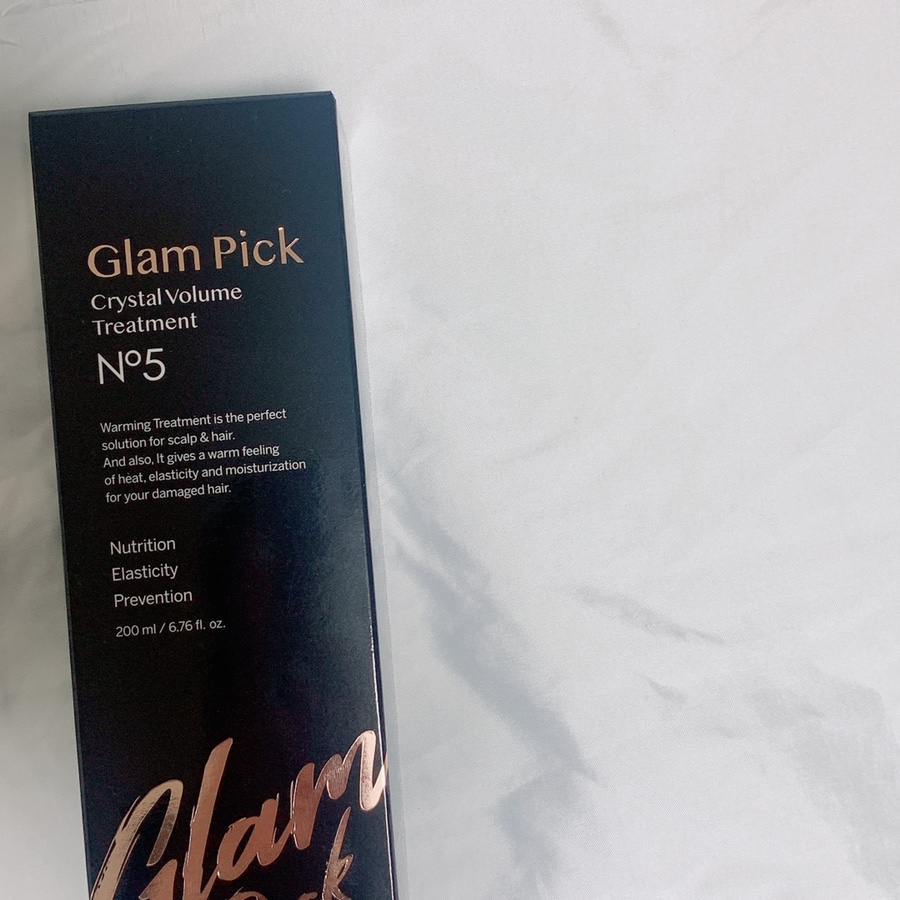 Glam Pick
Crystal Volume
Treatment
Nº5
Warming Treatment is the perfect
solution for scalp & hair.
And also, It gives a warm feeling
of heat, elasticity and moisturization
for your damaged hair.
Nutrition
Elasticity
Prevention
200 ml / 6.76 fl. oz.
Glam
Pick